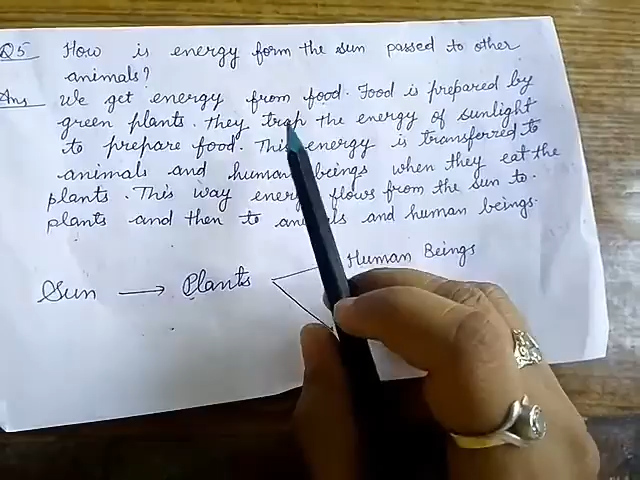 Q5 How is energy form the sun passed to other
animals?
Ans We get energy from food. Food is prepared by
green plants. They trap the energy of sunlight
to prepare food. This energy is transferred to
animals and human beings when they eat the
plants. This way energy flows from the sun to.
plants and then to animals and human beings.
Human Beings
Sun → Plants